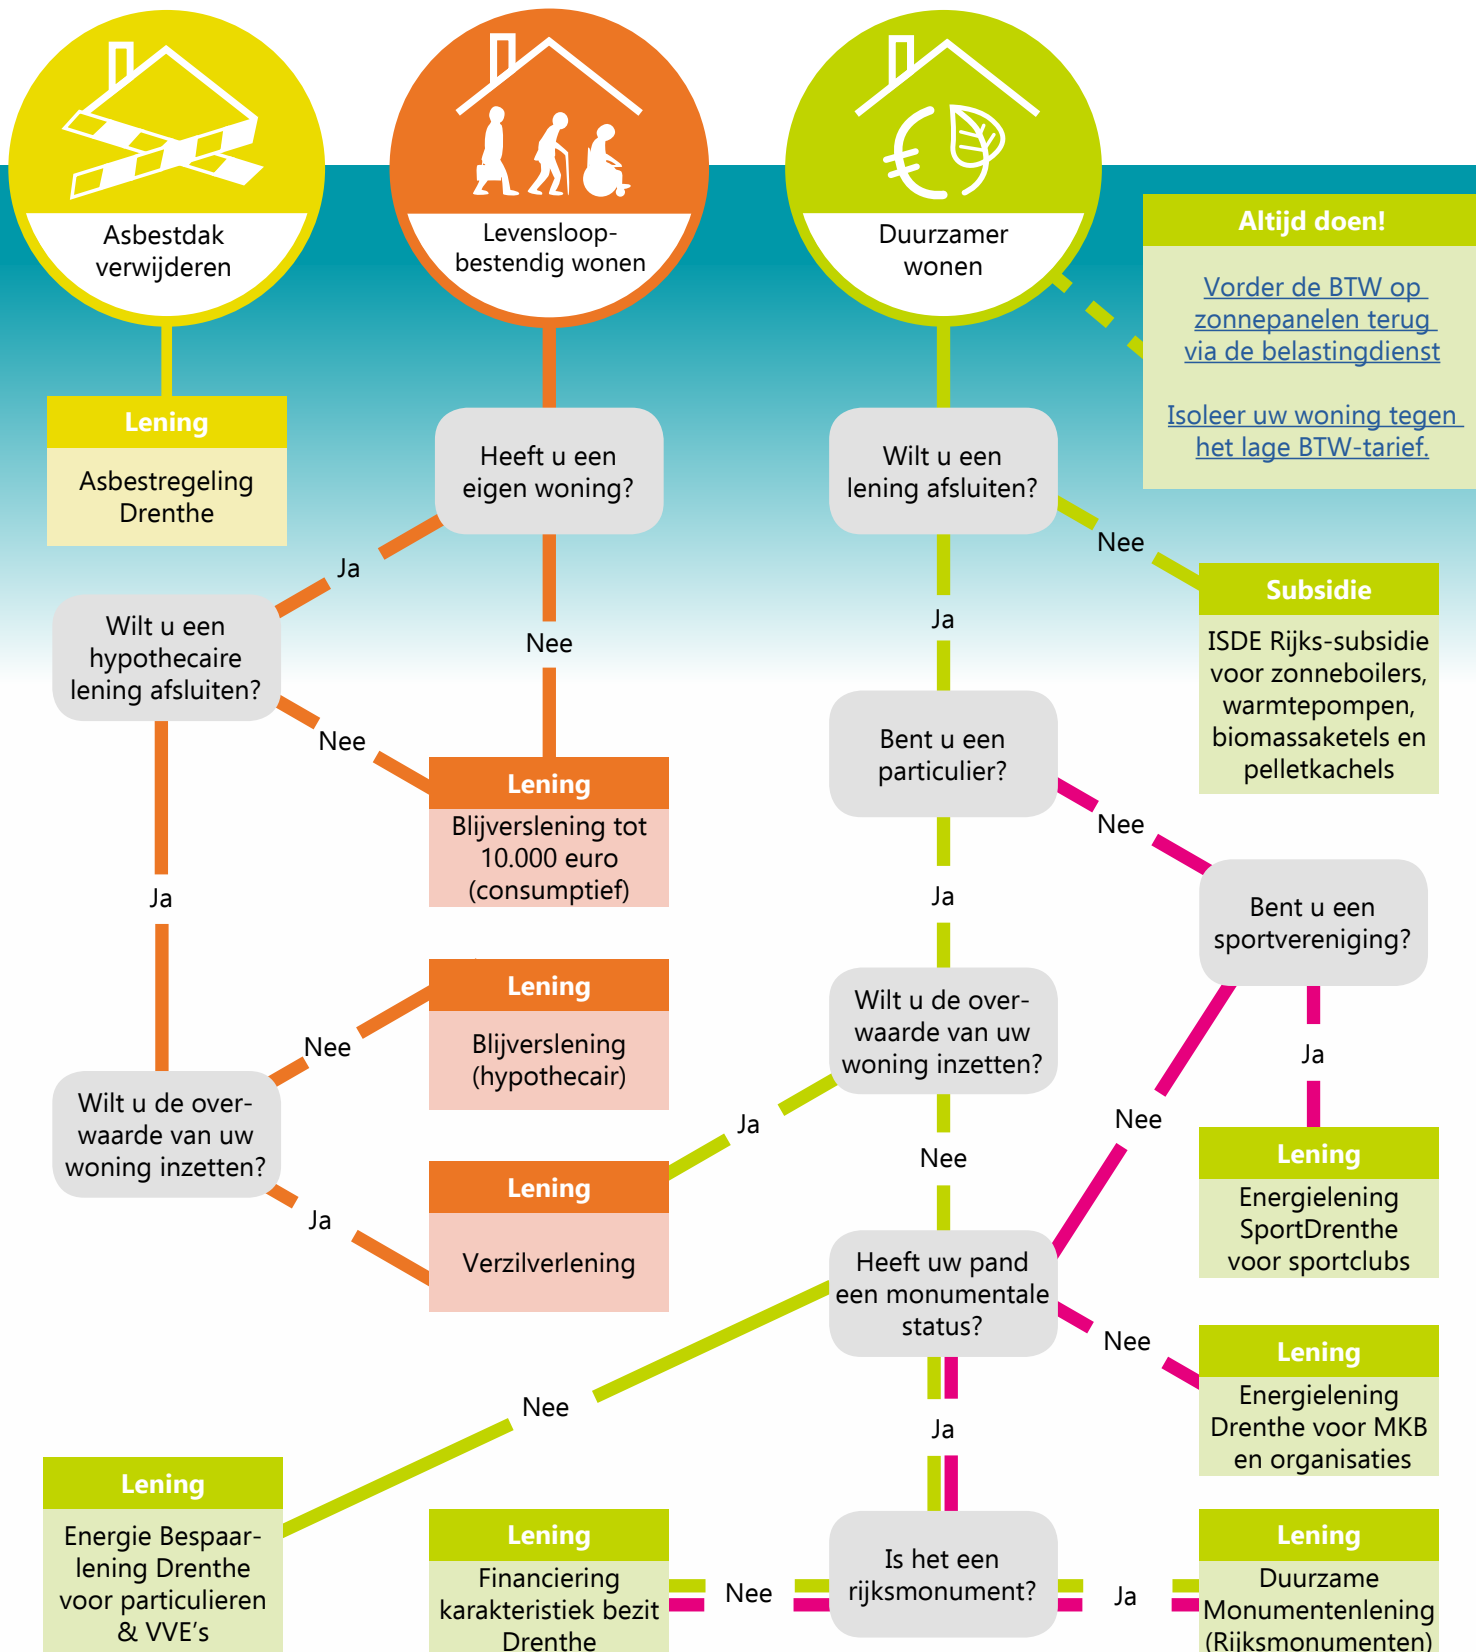 Asbestdak
verwijderen
Levensloop-
bestendig wonen
Duurzamer
wonen
Altijd doen!
Vorder de BTW op
zonnepanelen terug
via de belastingdienst
Isoleer uw woning tegen
het lage BTW-tarief.
Lening
Asbestregeling
Drenthe
Heeft u een
eigen woning?
Wilt u een
lening afsluiten?
Nee
Ja
Subsidie
ISDE Rijks-subsidie
voor zonneboilers,
warmtepompen,
biomassaketels en
pelletkachels
Ja
Nee
Wilt u een
hypothecaire
lening afsluiten?
Nee
Bent u een
particulier?
Nee
Lening
Blijverslening tot
10.000 euro
(consumptief)
Ja
Ja
Bent u een
sportvereniging?
Lening
Blijverslening
(hypothecair)
Nee
Wilt u de over-
waarde van uw
woning inzetten?
Ja
Wilt u de over-
waarde van uw
woning inzetten?
Ja
Nee
Nee
Lening
Energielening
SportDrenthe
voor sportclubs
Lening
Verzilverlening
Ja
Heeft uw pand
een monumentale
status?
Nee
Lening
Energielening
Drenthe voor MKB
en organisaties
Nee
Ja
Lening
Energie Bespaar-
lening Drenthe
voor particulieren
& VVE's
Lening
Financiering
karakteristiek bezit
Drenthe
Nee
Is het een
rijksmonument?
Ja
Lening
Duurzame
Monumentenlening
(Rijksmonumenten)